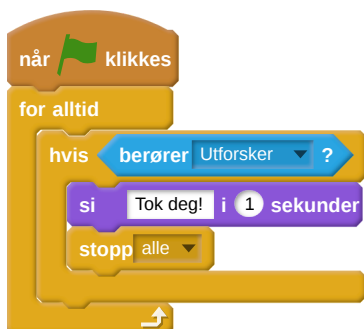 når klikkes
for alltid
hvis berører Utforsker ?
si Tok deg! i 1 sekunder
stopp alle